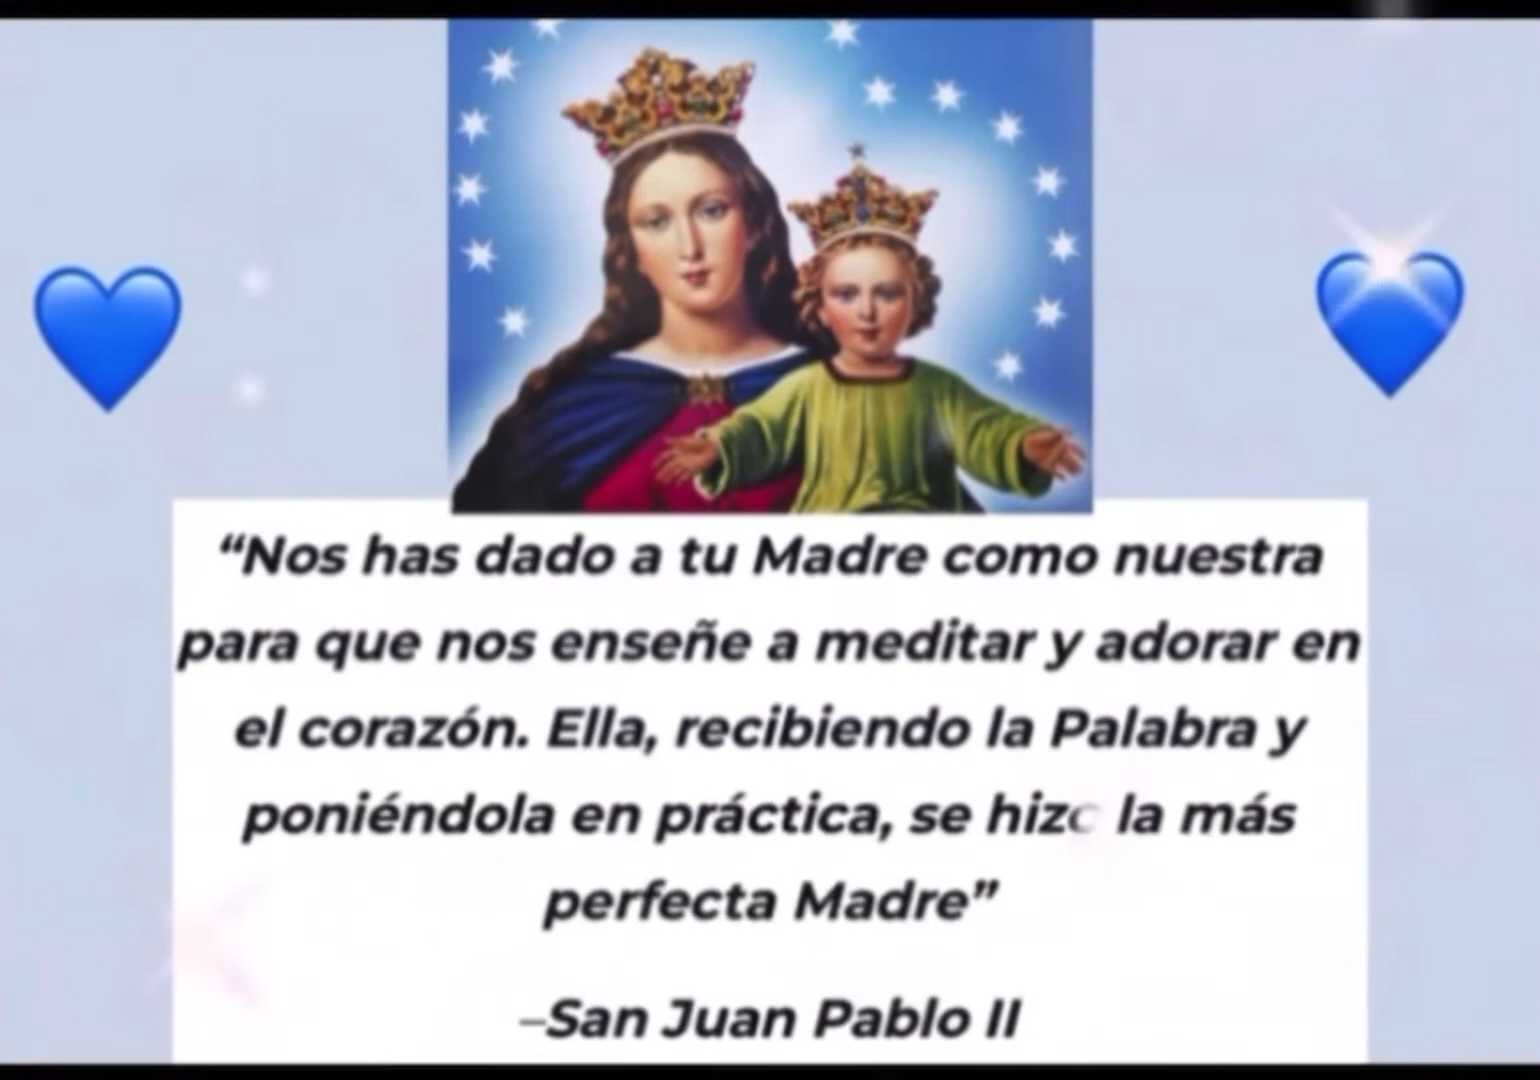 “Nos has dado a tu Madre como nuestra
para que nos enseñe a meditar y adorar en
el corazón. Ella, recibiendo la Palabra y
poniéndola en práctica, se hizo la más
perfecta Madre”
–San Juan Pablo II